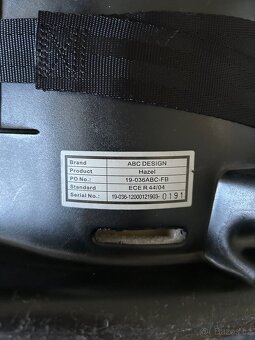 Brand ABC DESIGN
Product Hazel
PO.No.: 19-036ABC-FB
Standard ECE R 44/04
Serial No.: 19-036-12000121903- 0191